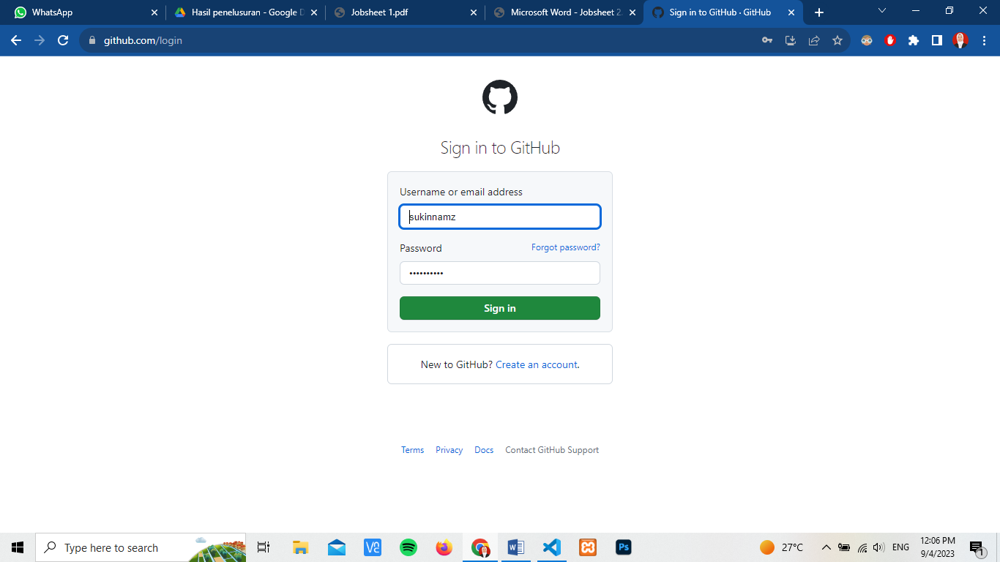 WhatsApp
Hasil penelusuran - Google D
Jobsheet 1.pdf
Microsoft Word - Jobsheet 2.
Sign in to GitHub · GitHub
github.com/login
Sign in to GitHub
Username or email address
sukinnamz
Password
Forgot password?
••••••••••
Sign in
New to GitHub? Create an account.
Terms
Privacy
Docs
Contact GitHub Support
Type here to search
V2
W
Ps
27°C
ENG
12:06 PM
9/4/2023
1